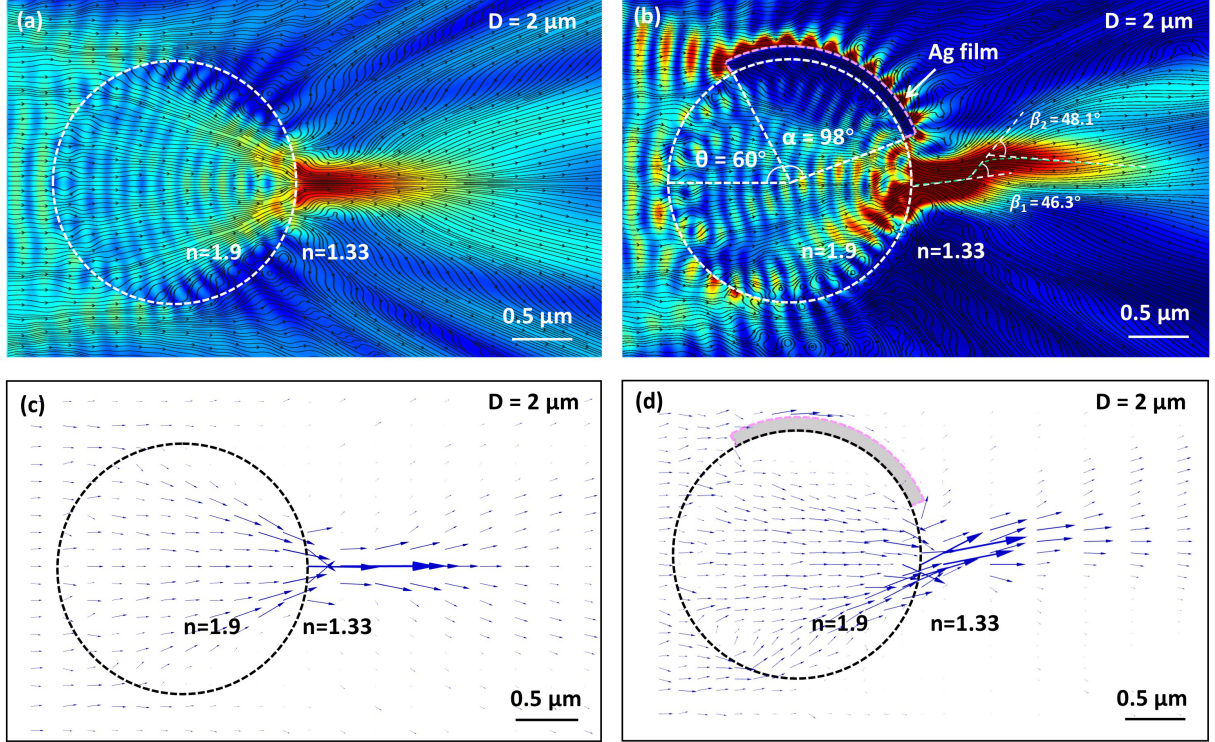 (a)
D = 2 μm
n=1.9
n=1.33
0.5 μm
(b)
D = 2 μm
Ag film
α = 98°
θ = 60°
β2 = 48.1°
β1 = 46.3°
n=1.9
n=1.33
0.5 μm
(c)
D = 2 μm
n=1.9
n=1.33
0.5 μm
(d)
D = 2 μm
n=1.9
n=1.33
0.5 μm